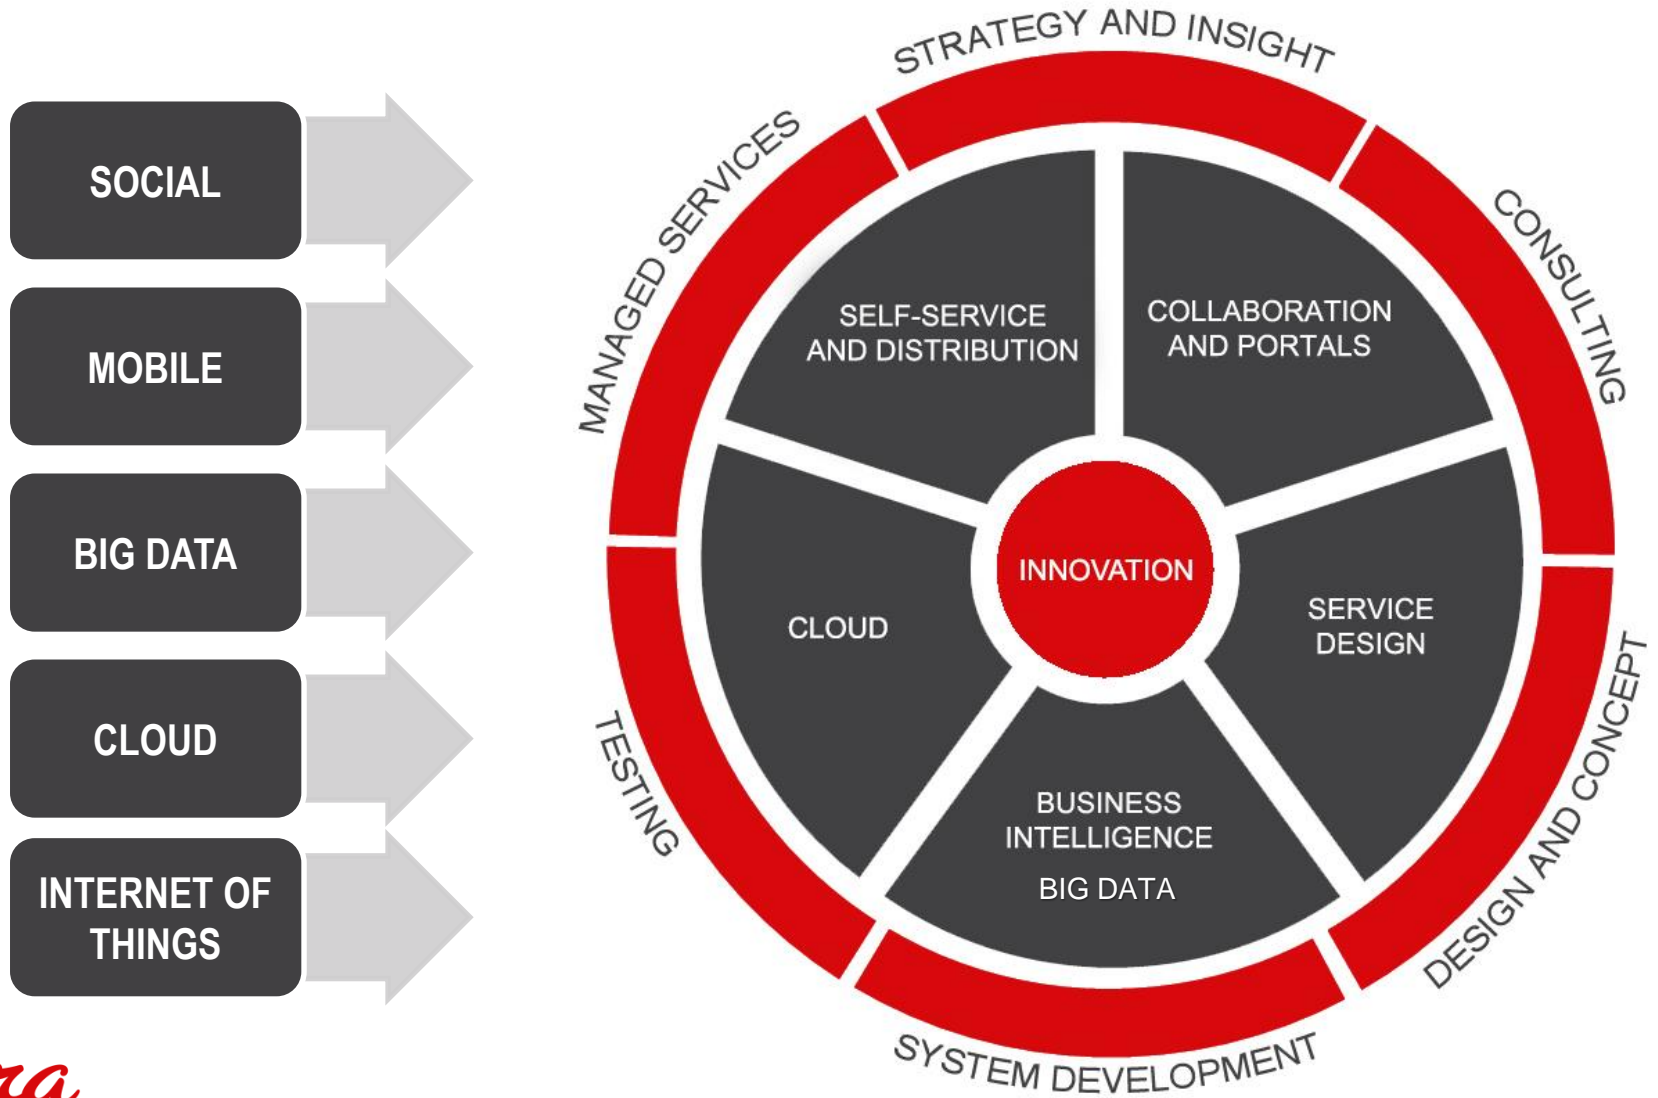 SOCIAL
MOBILE
BIG DATA
CLOUD
INTERNET OF
THINGS
STRATEGY AND INSIGHT
CONSULTING
DESIGN AND CONCEPT
SYSTEM DEVELOPMENT
TESTING
MANAGED SERVICES
SELF-SERVICE
AND DISTRIBUTION
COLLABORATION
AND PORTALS
SERVICE
DESIGN
BUSINESS
INTELLIGENCE
BIG DATA
CLOUD
INNOVATION